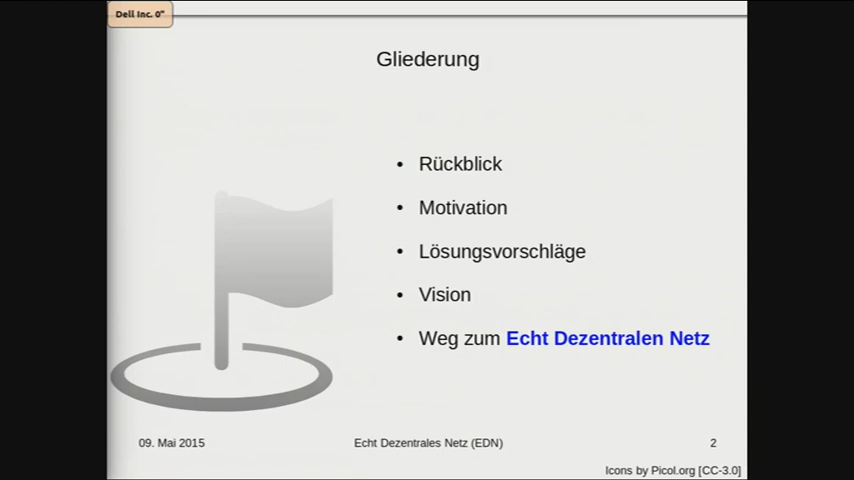 Dell Inc. 0"
Gliederung
• Rückblick
• Motivation
• Lösungsvorschläge
• Vision
• Weg zum Echt Dezentralen Netz
09. Mai 2015
Echt Dezentrales Netz (EDN)
2
Icons by Picol.org [CC-3.0]